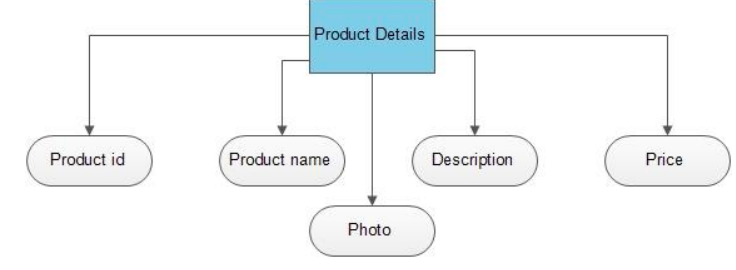 Product Details
Product id
Product name
Description
Price
Photo